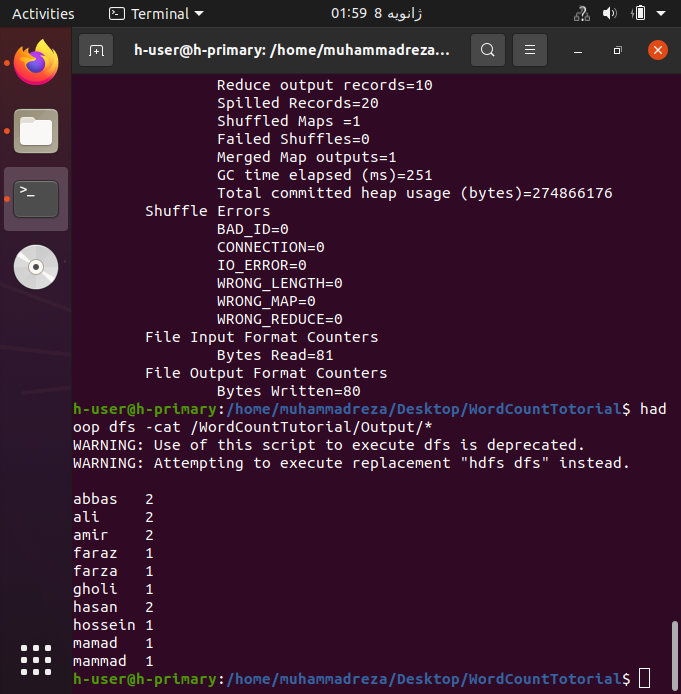 Activities Terminal 01:59 ژانویه 8
h-user@h-primary: /home/muhammadreza...
Reduce output records=10
Spilled Records=20
Shuffled Maps =1
Failed Shuffles=0
Merged Map outputs=1
GC time elapsed (ms)=251
Total committed heap usage (bytes)=274866176
Shuffle Errors
BAD_ID=0
CONNECTION=0
IO_ERROR=0
WRONG_LENGTH=0
WRONG_MAP=0
WRONG_REDUCE=0
File Input Format Counters
Bytes Read=81
File Output Format Counters
Bytes Written=80
h-user@h-primary:/home/muhammadreza/Desktop/WordCountTotorial$ had
oop dfs -cat /WordCountTutorial/Output/*
WARNING: Use of this script to execute dfs is deprecated.
WARNING: Attempting to execute replacement "hdfs dfs" instead.
abbas 2
ali 2
amir 2
faraz 1
farza 1
gholi 1
hasan 2
hossein 1
mamad 1
mammad 1
h-user@h-primary:/home/muhammadreza/Desktop/WordCountTotorial$